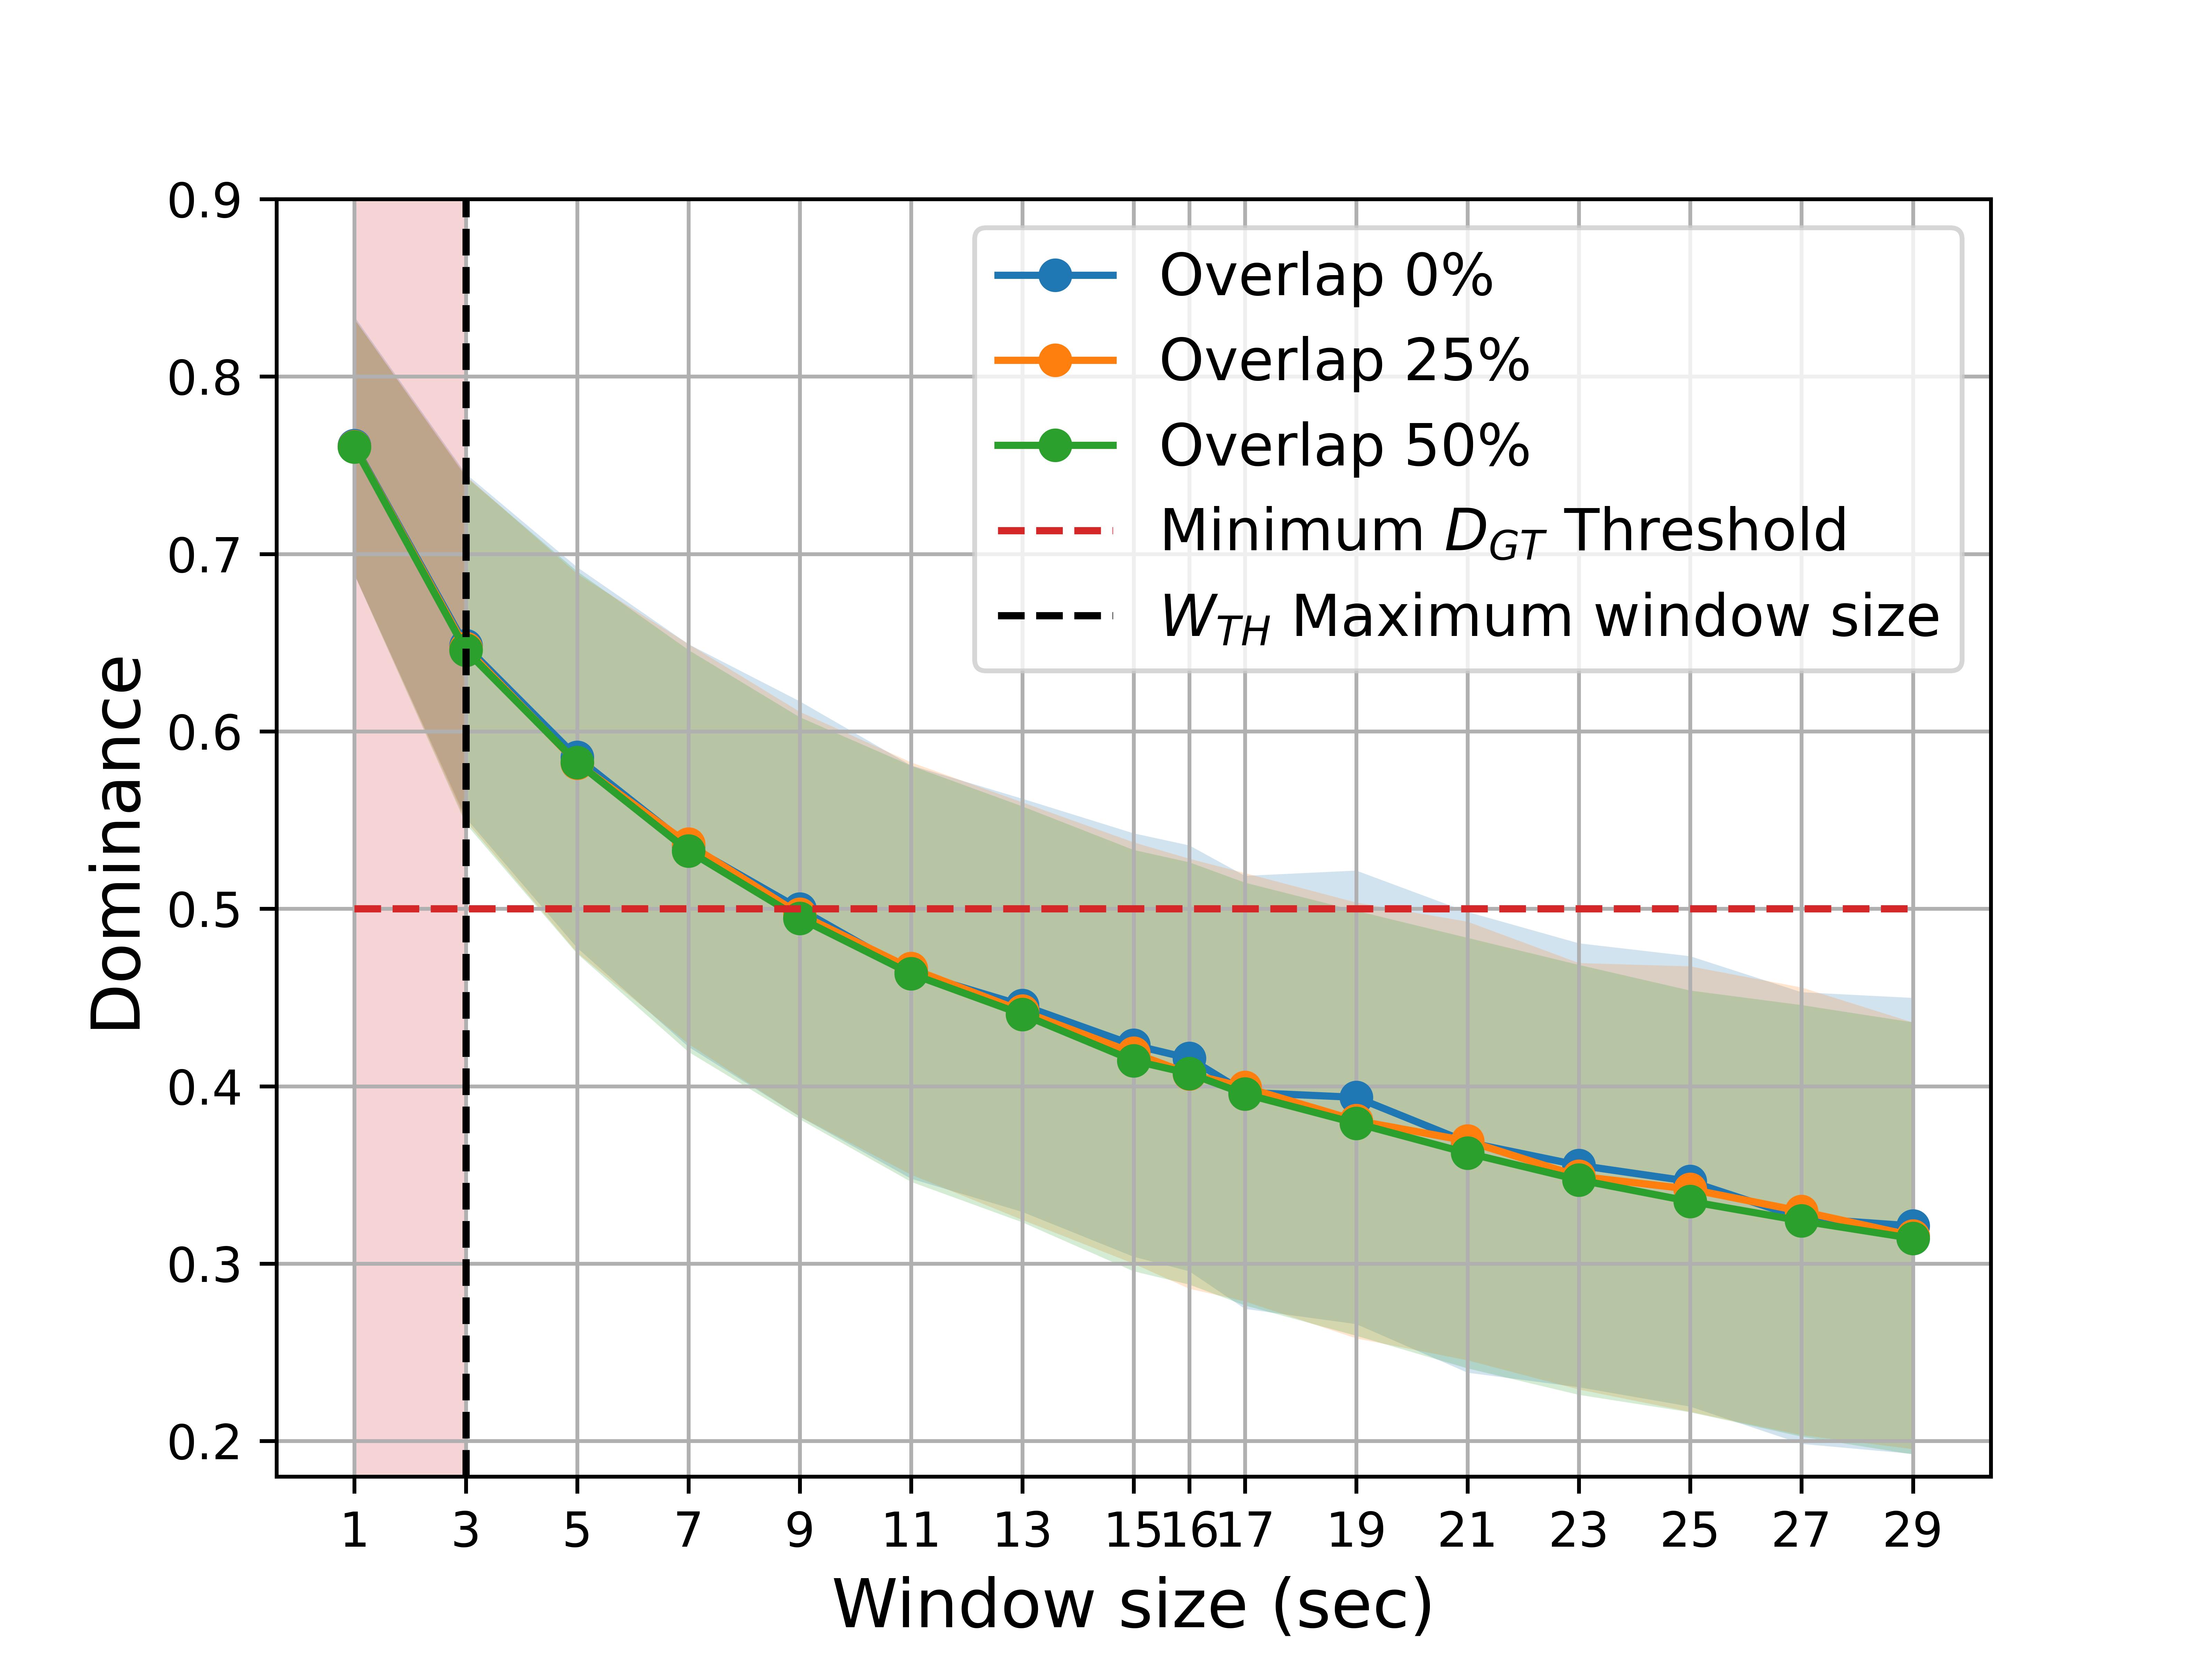 0.9
0.8
0.7
0.6
0.5
0.4
0.3
0.2
Dominance
Overlap 0%
Overlap 25%
Overlap 50%
Minimum D_GT Threshold
W_TH Maximum window size
1 3 5 7 9 11 13 15 16 17 19 21 23 25 27 29
Window size (sec)